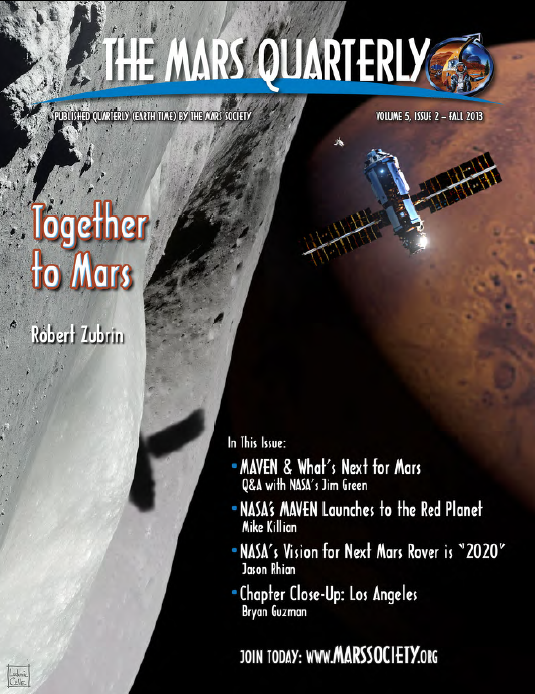 THE MARS QUARTERLY
PUBLISHED QUARTERLY (EARTH TIME) BY THE MARS SOCIETY
VOLUME 5, ISSUE 2 – FALL 2013
Together
to Mars
Robert Zubrin
In This Issue:
• MAVEN & What's Next for Mars
Q&A with NASA's Jim Green
• NASA's MAVEN Launches to the Red Planet
Mike Killian
• NASA's Vision for Next Mars Rover is "2020"
Jason Rhian
• Chapter Close-Up: Los Angeles
Bryan Guzman
JOIN TODAY: WWW.MARSSOCIETY.ORG